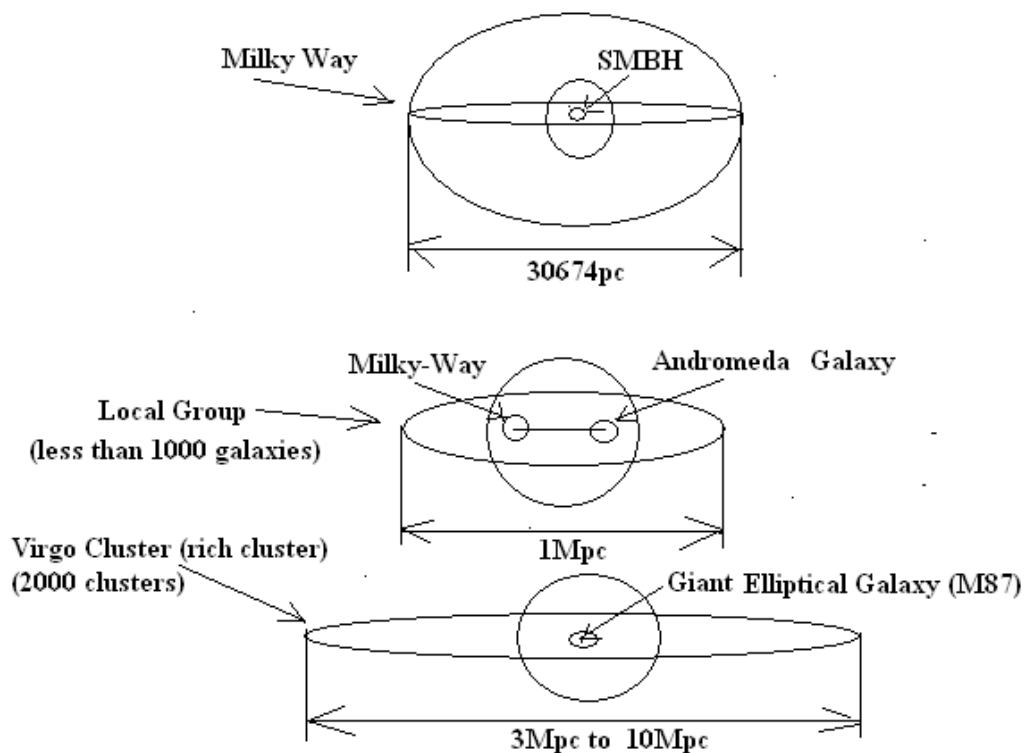 Milky Way
SMBH
30674pc
Milky-Way
Andromeda Galaxy
Local Group
(less than 1000 galaxies)
1Mpc
Virgo Cluster (rich cluster)
(2000 clusters)
Giant Elliptical Galaxy (M87)
3Mpc to 10Mpc